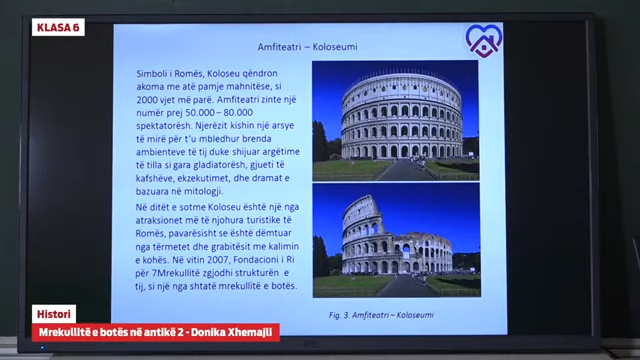 KLASA 6
Amfiteatri – Koloseumi
Simboli i Romës, Koloseu qëndron
akoma me atë pamje mahnitëse, si
2000 vjet më parë. Amfiteatri zinte një
numër prej 50.000 – 80.000
spektatorësh. Njerëzit kishin një arsye
të mirë për t’u mbledhur brenda
ambienteve të tij duke shijuar argëtime
të tilla si gara gladiatorësh, gjueti të
kafshëve, ekzekutimet, dhe dramat e
bazuara në mitologji.
Në ditët e sotme Koloseu është një nga
atraksionet më të njohura turistike të
Romës, pavarësisht se është dëmtuar
nga tërmetet dhe grabitësit me kalimin
e kohës. Në vitin 2007, Fondacioni i Ri
për 7Mrekullitë zgjodhi strukturën e
tij, si një nga shtatë mrekullitë e botës.
Fig. 3. Amfiteatri – Koloseumi
Histori
Mrekullitë e botës në antikë 2 - Donika Xhemajli